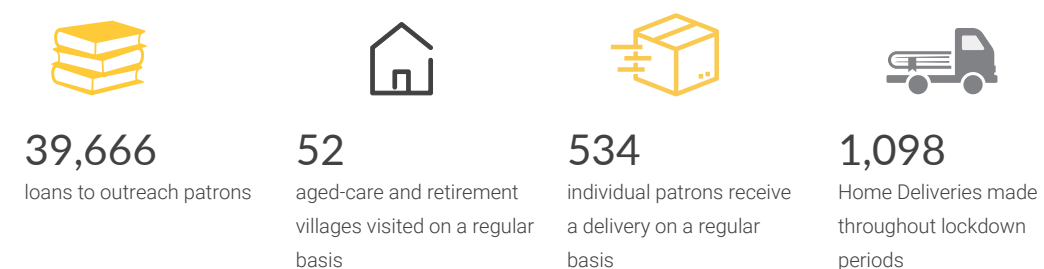 39,666
loans to outreach patrons
52
aged-care and retirement
villages visited on a regular
basis
534
individual patrons receive
a delivery on a regular
basis
1,098
Home Deliveries made
throughout lockdown
periods